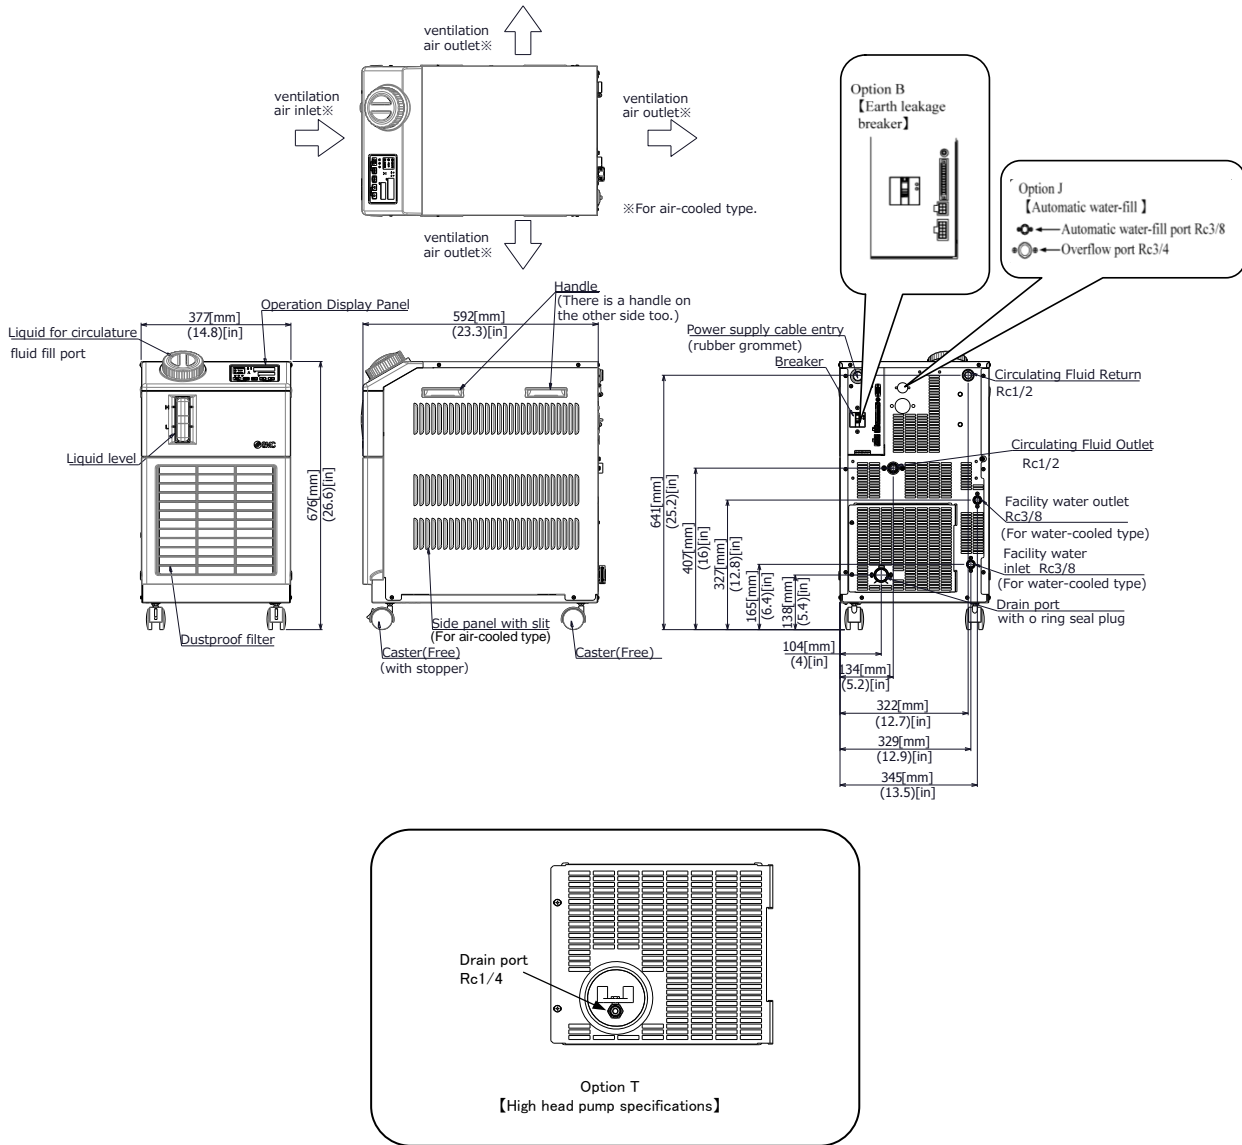 ventilation
air outlet※
ventilation
air inlet※
ventilation
air outlet※
※For air-cooled type.
ventilation
air outlet※
Option B
【Earth leakage
breaker】
Option J
【Automatic water-fill】
Automatic water-fill port Rc3/8
Overflow port Rc3/4
377[mm]
(14.8)[in]
Operation Display Panel
Liquid for circulature
fluid fill port
H
L
SMC
Liquid level
676[mm]
(26.6)[in]
Dustproof filter
592[mm]
(23.3)[in]
Handle
(There is a handle on
the other side too.)
Side panel with slit
(For air-cooled type)
Caster(Free)
(with stopper)
Caster(Free)
Power supply cable entry
(rubber grommet)
Breaker
Circulating Fluid Return
Rc1/2
Circulating Fluid Outlet
Rc1/2
Facility water outlet
Rc3/8
(For water-cooled type)
Facility water
inlet Rc3/8
(For water-cooled type)
Drain port
with o ring seal plug
641[mm]
(25.2)[in]
407[mm]
(16)[in]
327[mm]
(12.8)[in]
165[mm]
(6.4)[in]
138[mm]
(5.4)[in]
104[mm]
(4)[in]
134[mm]
(5.2)[in]
322[mm]
(12.7)[in]
329[mm]
(12.9)[in]
345[mm]
(13.5)[in]
Drain port
Rc1/4
Option T
【High head pump specifications】